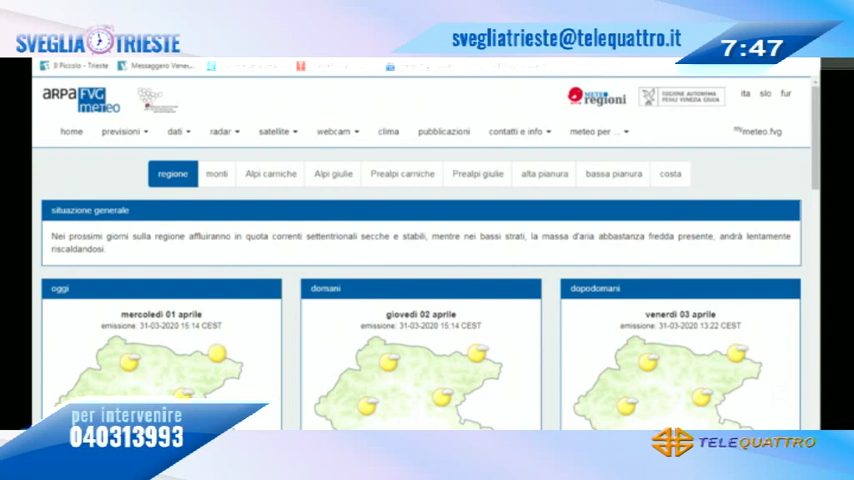 SVEGLIA TRIESTE
svegliatrieste@telequattro.it
7:47
Il Piccolo - Trieste
Messaggero Venes...
ARPA FVG
meteo
METEO
regioni
REGIONE AUTONOMA
FRIULI VENEZIA GIULIA
ita slo fur
home previsioni dati radar satellite webcam clima pubblicazioni contatti e info meteo per ... mymeteo.fvg
regione monti Alpi carniche Alpi giulie Prealpi carniche Prealpi giulie alta pianura bassa pianura costa
situazione generale
Nei prossimi giorni sulla regione affluiranno in quota correnti settentrionali secche e stabili, mentre nei bassi strati, la massa d'aria abbastanza fredda presente, andrà lentamente
riscaldandosi.
oggi domani dopodomani
mercoledì 01 aprile giovedì 02 aprile venerdì 03 aprile
emissione: 31-03-2020 15:14 CEST emissione: 31-03-2020 15:14 CEST emissione: 31-03-2020 13:22 CEST
per intervenire
040313993
TELEQUATTRO